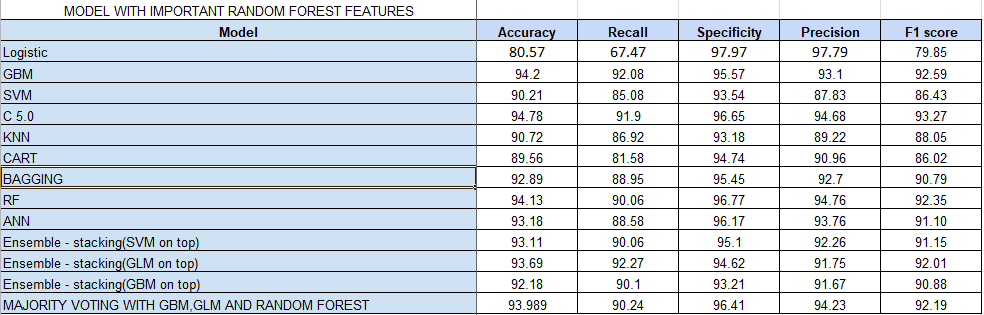 MODEL WITH IMPORTANT RANDOM FOREST FEATURES
Model Accuracy Recall Specificity Precision F1 score
Logistic 80.57 67.47 97.97 97.79 79.85
GBM 94.2 92.08 95.57 93.1 92.59
SVM 90.21 85.08 93.54 87.83 86.43
C 5.0 94.78 91.9 96.65 94.68 93.27
KNN 90.72 86.92 93.18 89.22 88.05
CART 89.56 81.58 94.74 90.96 86.02
BAGGING 92.89 88.95 95.45 92.7 90.79
RF 94.13 90.06 96.77 94.76 92.35
ANN 93.18 88.58 96.17 93.76 91.10
Ensemble - stacking(SVM on top) 93.11 90.06 95.1 92.26 91.15
Ensemble - stacking(GLM on top) 93.69 92.27 94.62 91.75 92.01
Ensemble - stacking(GBM on top) 92.18 90.1 93.21 91.67 90.88
MAJORITY VOTING WITH GBM,GLM AND RANDOM FOREST 93.989 90.24 96.41 94.23 92.19